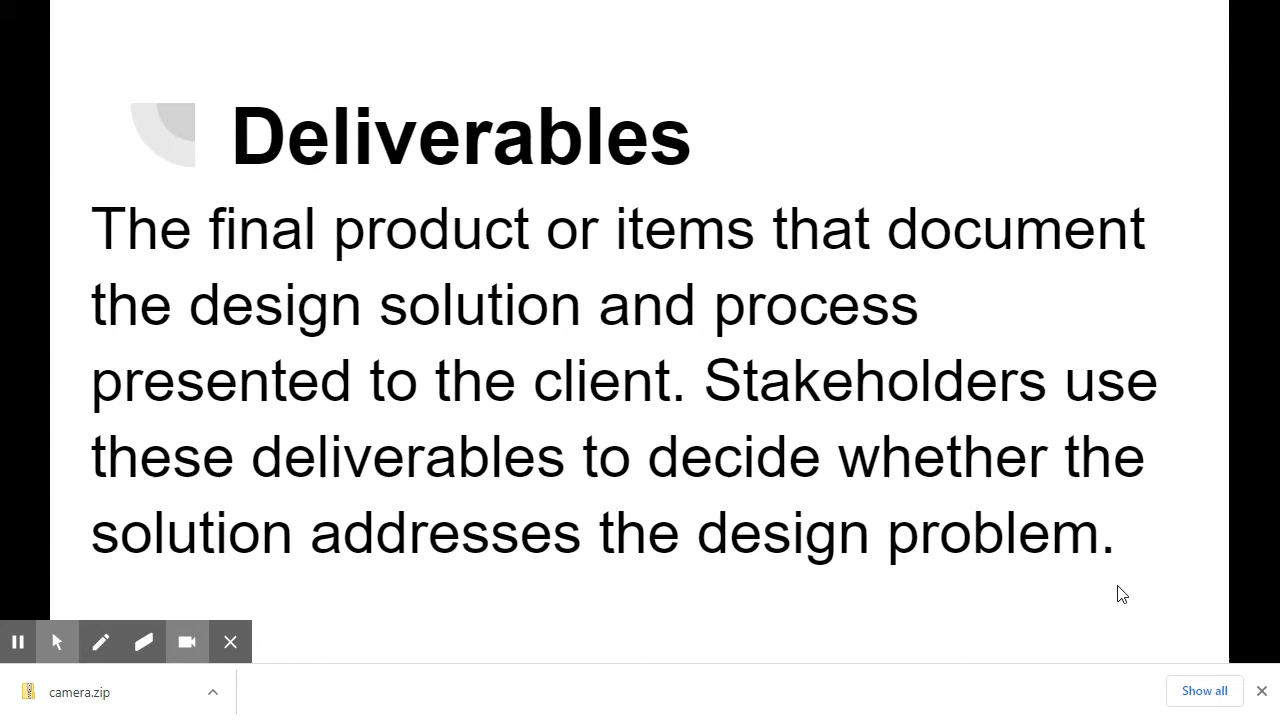 Deliverables
The final product or items that document
the design solution and process
presented to the client. Stakeholders use
these deliverables to decide whether the
solution addresses the design problem.
camera.zip
Show all